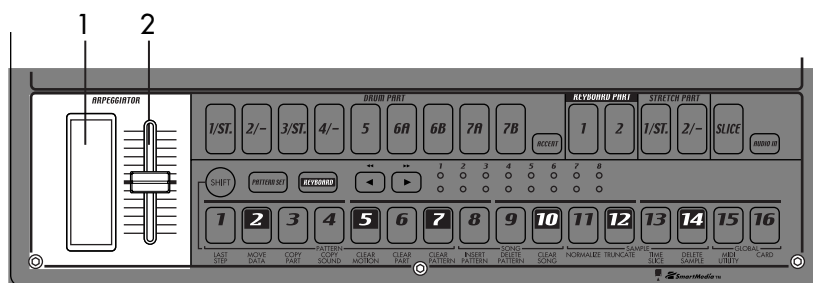 1 2
ARPEGGIATOR
DRUM PART KEYBOARD PART STRETCH PART
1/ST. 2/– 3/ST. 4/– 5 6A 6B 7A 7B ACCENT 1 2 1/ST. 2/– SLICE AUDIO IN
1 2 3 4 5 6 7 8
SHIFT PATTERN SET KEYBOARD
1 2 3 4 5 6 7 8 9 10 11 12 13 14 15 16
PATTERN SONG SAMPLE GLOBAL
LAST STEP MOVE DATA COPY PART COPY SOUND CLEAR MOTION CLEAR PART CLEAR PATTERN INSERT PATTERN DELETE PATTERN CLEAR SONG NORMALIZE TRUNCATE TIME SLICE DELETE SAMPLE MIDI UTILITY CARD
SmartMedia TM